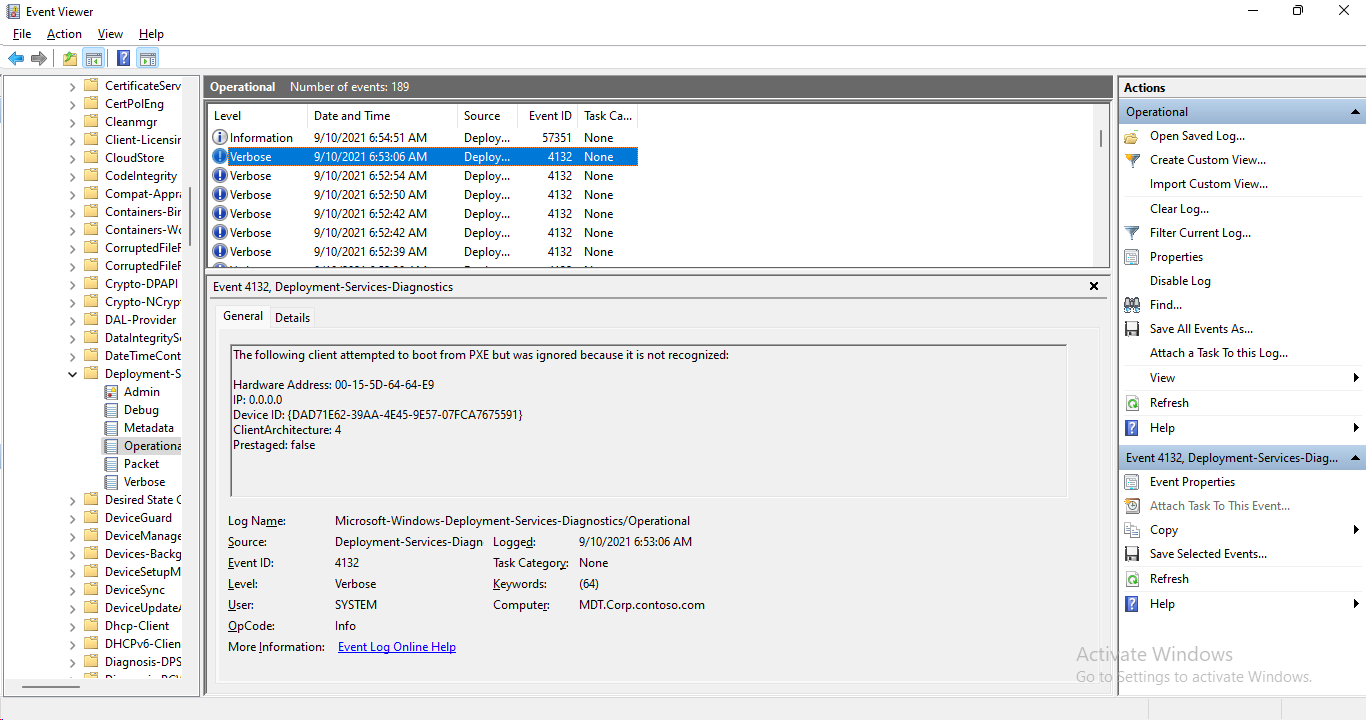 Event Viewer
File Action View Help
CertificateServ
CertPolEng
Cleanmgr
Client-Licensin
CloudStore
CodeIntegrity
Compat-Appra
Containers-Bin
Containers-Wc
CorruptedFileF
CorruptedFileF
Crypto-DPAPI
Crypto-NCryp
DAL-Provider
DataIntegritySc
DateTimeCont
Deployment-S
Admin
Debug
Metadata
Operationa
Packet
Verbose
Desired State C
DeviceGuard
DeviceManage
Devices-Backg
DeviceSetupM
DeviceSync
DeviceUpdateA
Dhcp-Client
DHCPv6-Clien
Diagnosis-DPS
Operational Number of events: 189
Level Date and Time Source Event ID Task Ca...
Information 9/10/2021 6:54:51 AM Deploy... 57351 None
Verbose 9/10/2021 6:53:06 AM Deploy... 4132 None
Verbose 9/10/2021 6:52:54 AM Deploy... 4132 None
Verbose 9/10/2021 6:52:50 AM Deploy... 4132 None
Verbose 9/10/2021 6:52:42 AM Deploy... 4132 None
Verbose 9/10/2021 6:52:42 AM Deploy... 4132 None
Verbose 9/10/2021 6:52:39 AM Deploy... 4132 None
Event 4132, Deployment-Services-Diagnostics
General Details
The following client attempted to boot from PXE but was ignored because it is not recognized:
Hardware Address: 00-15-5D-64-64-E9
IP: 0.0.0.0
Device ID: {DAD71E62-39AA-4E45-9E57-07FCA7675591}
ClientArchitecture: 4
Prestaged: false
Log Name: Microsoft-Windows-Deployment-Services-Diagnostics/Operational
Source: Deployment-Services-Diagn Logged: 9/10/2021 6:53:06 AM
Event ID: 4132 Task Category: None
Level: Verbose Keywords: (64)
User: SYSTEM Computer: MDT.Corp.contoso.com
OpCode: Info
More Information: Event Log Online Help
Actions
Operational
Open Saved Log...
Create Custom View...
Import Custom View...
Clear Log...
Filter Current Log...
Properties
Disable Log
Find...
Save All Events As...
Attach a Task To this Log...
View
Refresh
Help
Event 4132, Deployment-Services-Diag...
Event Properties
Attach Task To This Event...
Copy
Save Selected Events...
Refresh
Help
Activate Windows
Go to Settings to activate Windows.